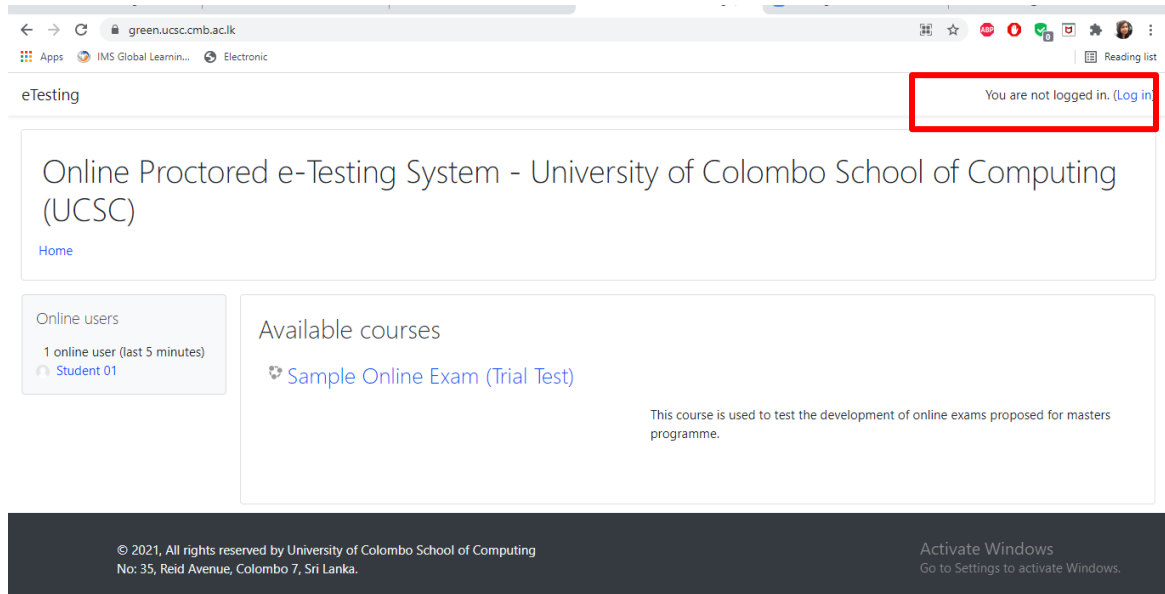 green.ucsc.cmb.ac.lk
ABP
0
Apps IMS Global Learnin... Electronic Reading list
eTesting You are not logged in. (Log in)
Online Proctored e-Testing System - University of Colombo School of Computing
(UCSC)
Home
Online users
1 online user (last 5 minutes)
Student 01
Available courses
Sample Online Exam (Trial Test)
This course is used to test the development of online exams proposed for masters
programme.
© 2021, All rights reserved by University of Colombo School of Computing
No: 35, Reid Avenue, Colombo 7, Sri Lanka.
Activate Windows
Go to Settings to activate Windows.